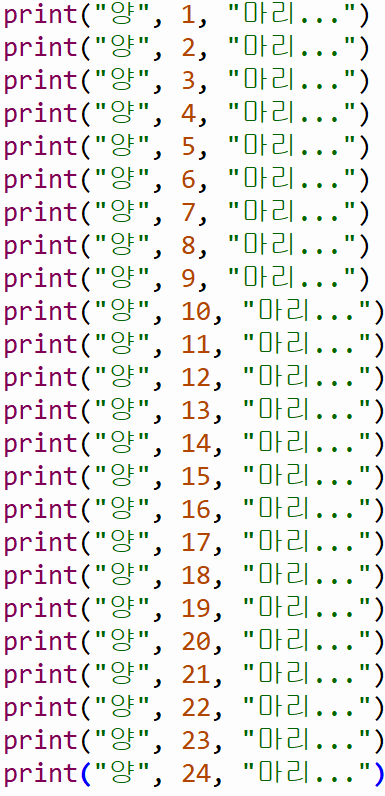 print("양", 1, "마리...")
print("양", 2, "마리...")
print("양", 3, "마리...")
print("양", 4, "마리...")
print("양", 5, "마리...")
print("양", 6, "마리...")
print("양", 7, "마리...")
print("양", 8, "마리...")
print("양", 9, "마리...")
print("양", 10, "마리...")
print("양", 11, "마리...")
print("양", 12, "마리...")
print("양", 13, "마리...")
print("양", 14, "마리...")
print("양", 15, "마리...")
print("양", 16, "마리...")
print("양", 17, "마리...")
print("양", 18, "마리...")
print("양", 19, "마리...")
print("양", 20, "마리...")
print("양", 21, "마리...")
print("양", 22, "마리...")
print("양", 23, "마리...")
print("양", 24, "마리...")